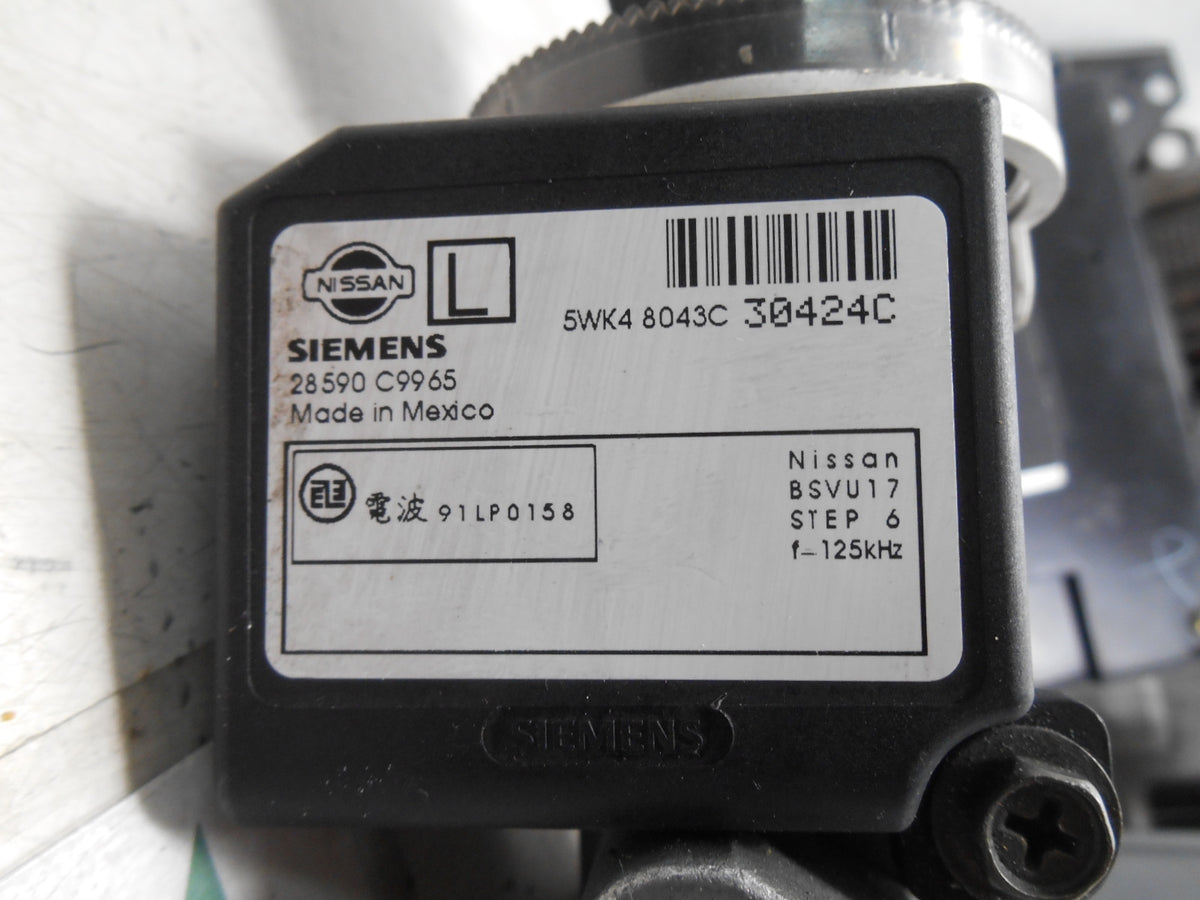 NISSAN
L
5WK4 8043C 30424C
SIEMENS
28590 C9965
Made in Mexico
電波 91LP0158
Nissan
BSVU17
STEP 6
f=125kHz
SIEMENS